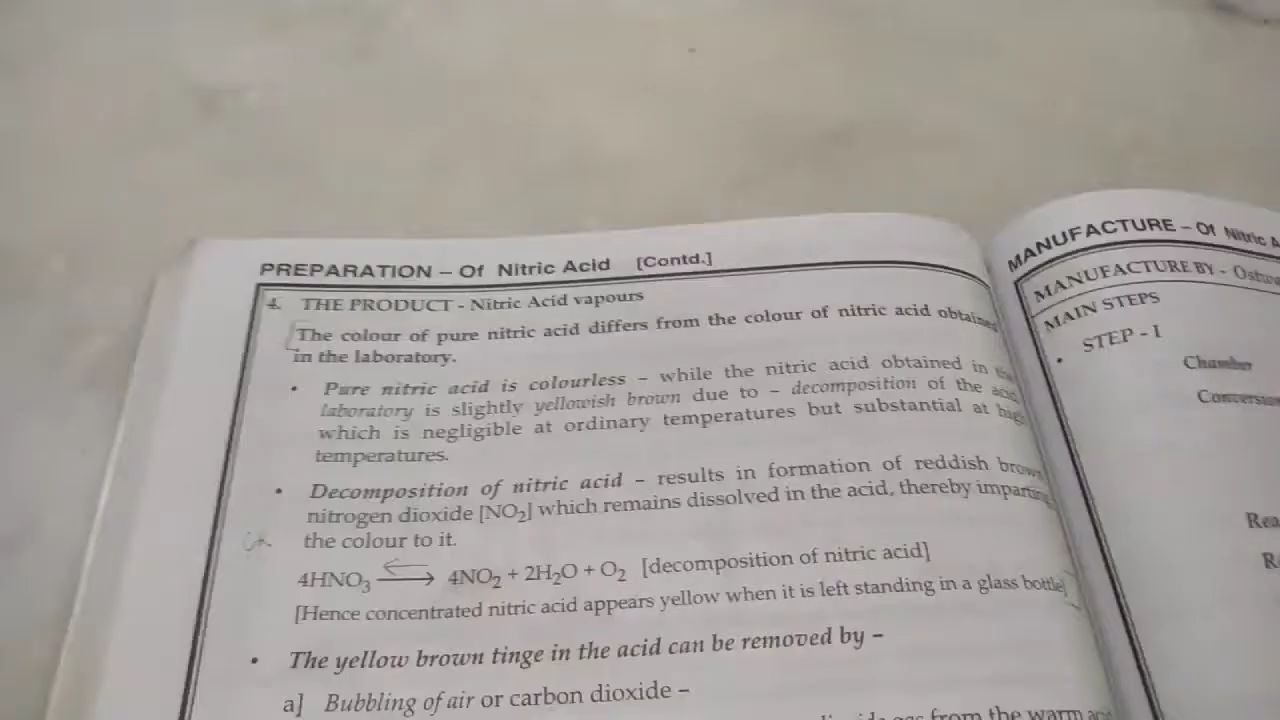 PREPARATION – Of Nitric Acid [Contd.]
4. THE PRODUCT - Nitric Acid vapours
The colour of pure nitric acid differs from the colour of nitric acid obtained
in the laboratory.
• Pure nitric acid is colourless – while the nitric acid obtained in
laboratory is slightly yellowish brown due to – decomposition of the acid
which is negligible at ordinary temperatures but substantial at
temperatures.
• Decomposition of nitric acid – results in formation of reddish brown
nitrogen dioxide [NO₂] which remains dissolved in the acid, thereby
the colour to it.
4HNO₃ ⟶ 4NO₂ + 2H₂O + O₂ [decomposition of nitric acid]
[Hence concentrated nitric acid appears yellow when it is left standing in a glass bottle]
• The yellow brown tinge in the acid can be removed by –
a] Bubbling of air or carbon dioxide –
from the warm
MANUFACTURE – Of Nitric
MANUFACTURE BY –
MAIN STEPS
• STEP - I
Chamber